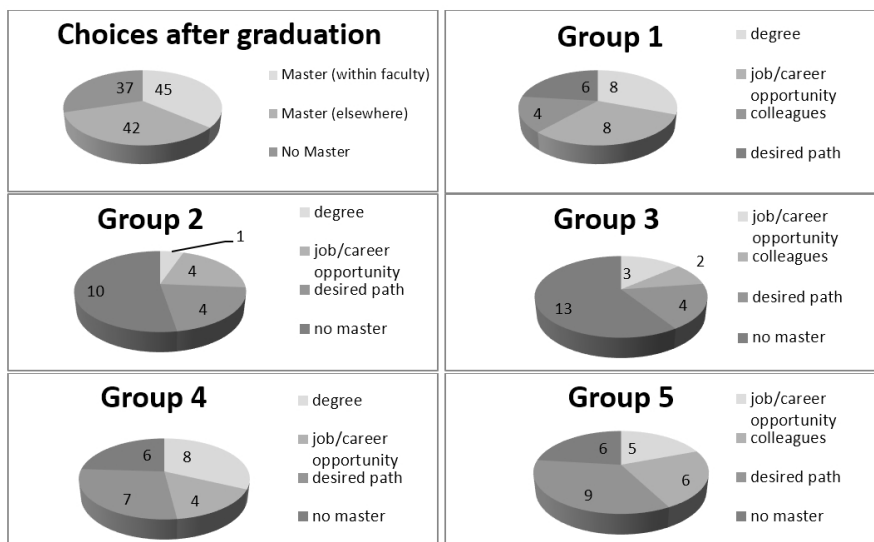 Choices after graduation
37
45
42
Master (within faculty)
Master (elsewhere)
No Master
Group 1
6
8
4
8
degree
job/career
opportunity
colleagues
desired path
Group 2
1
4
10
4
degree
job/career
opportunity
desired path
no master
Group 3
3
2
4
13
job/career
opportunity
colleagues
desired path
no master
Group 4
6
8
7
4
degree
job/career
opportunity
desired path
no master
Group 5
6
5
6
9
job/career
opportunity
colleagues
desired path
no master